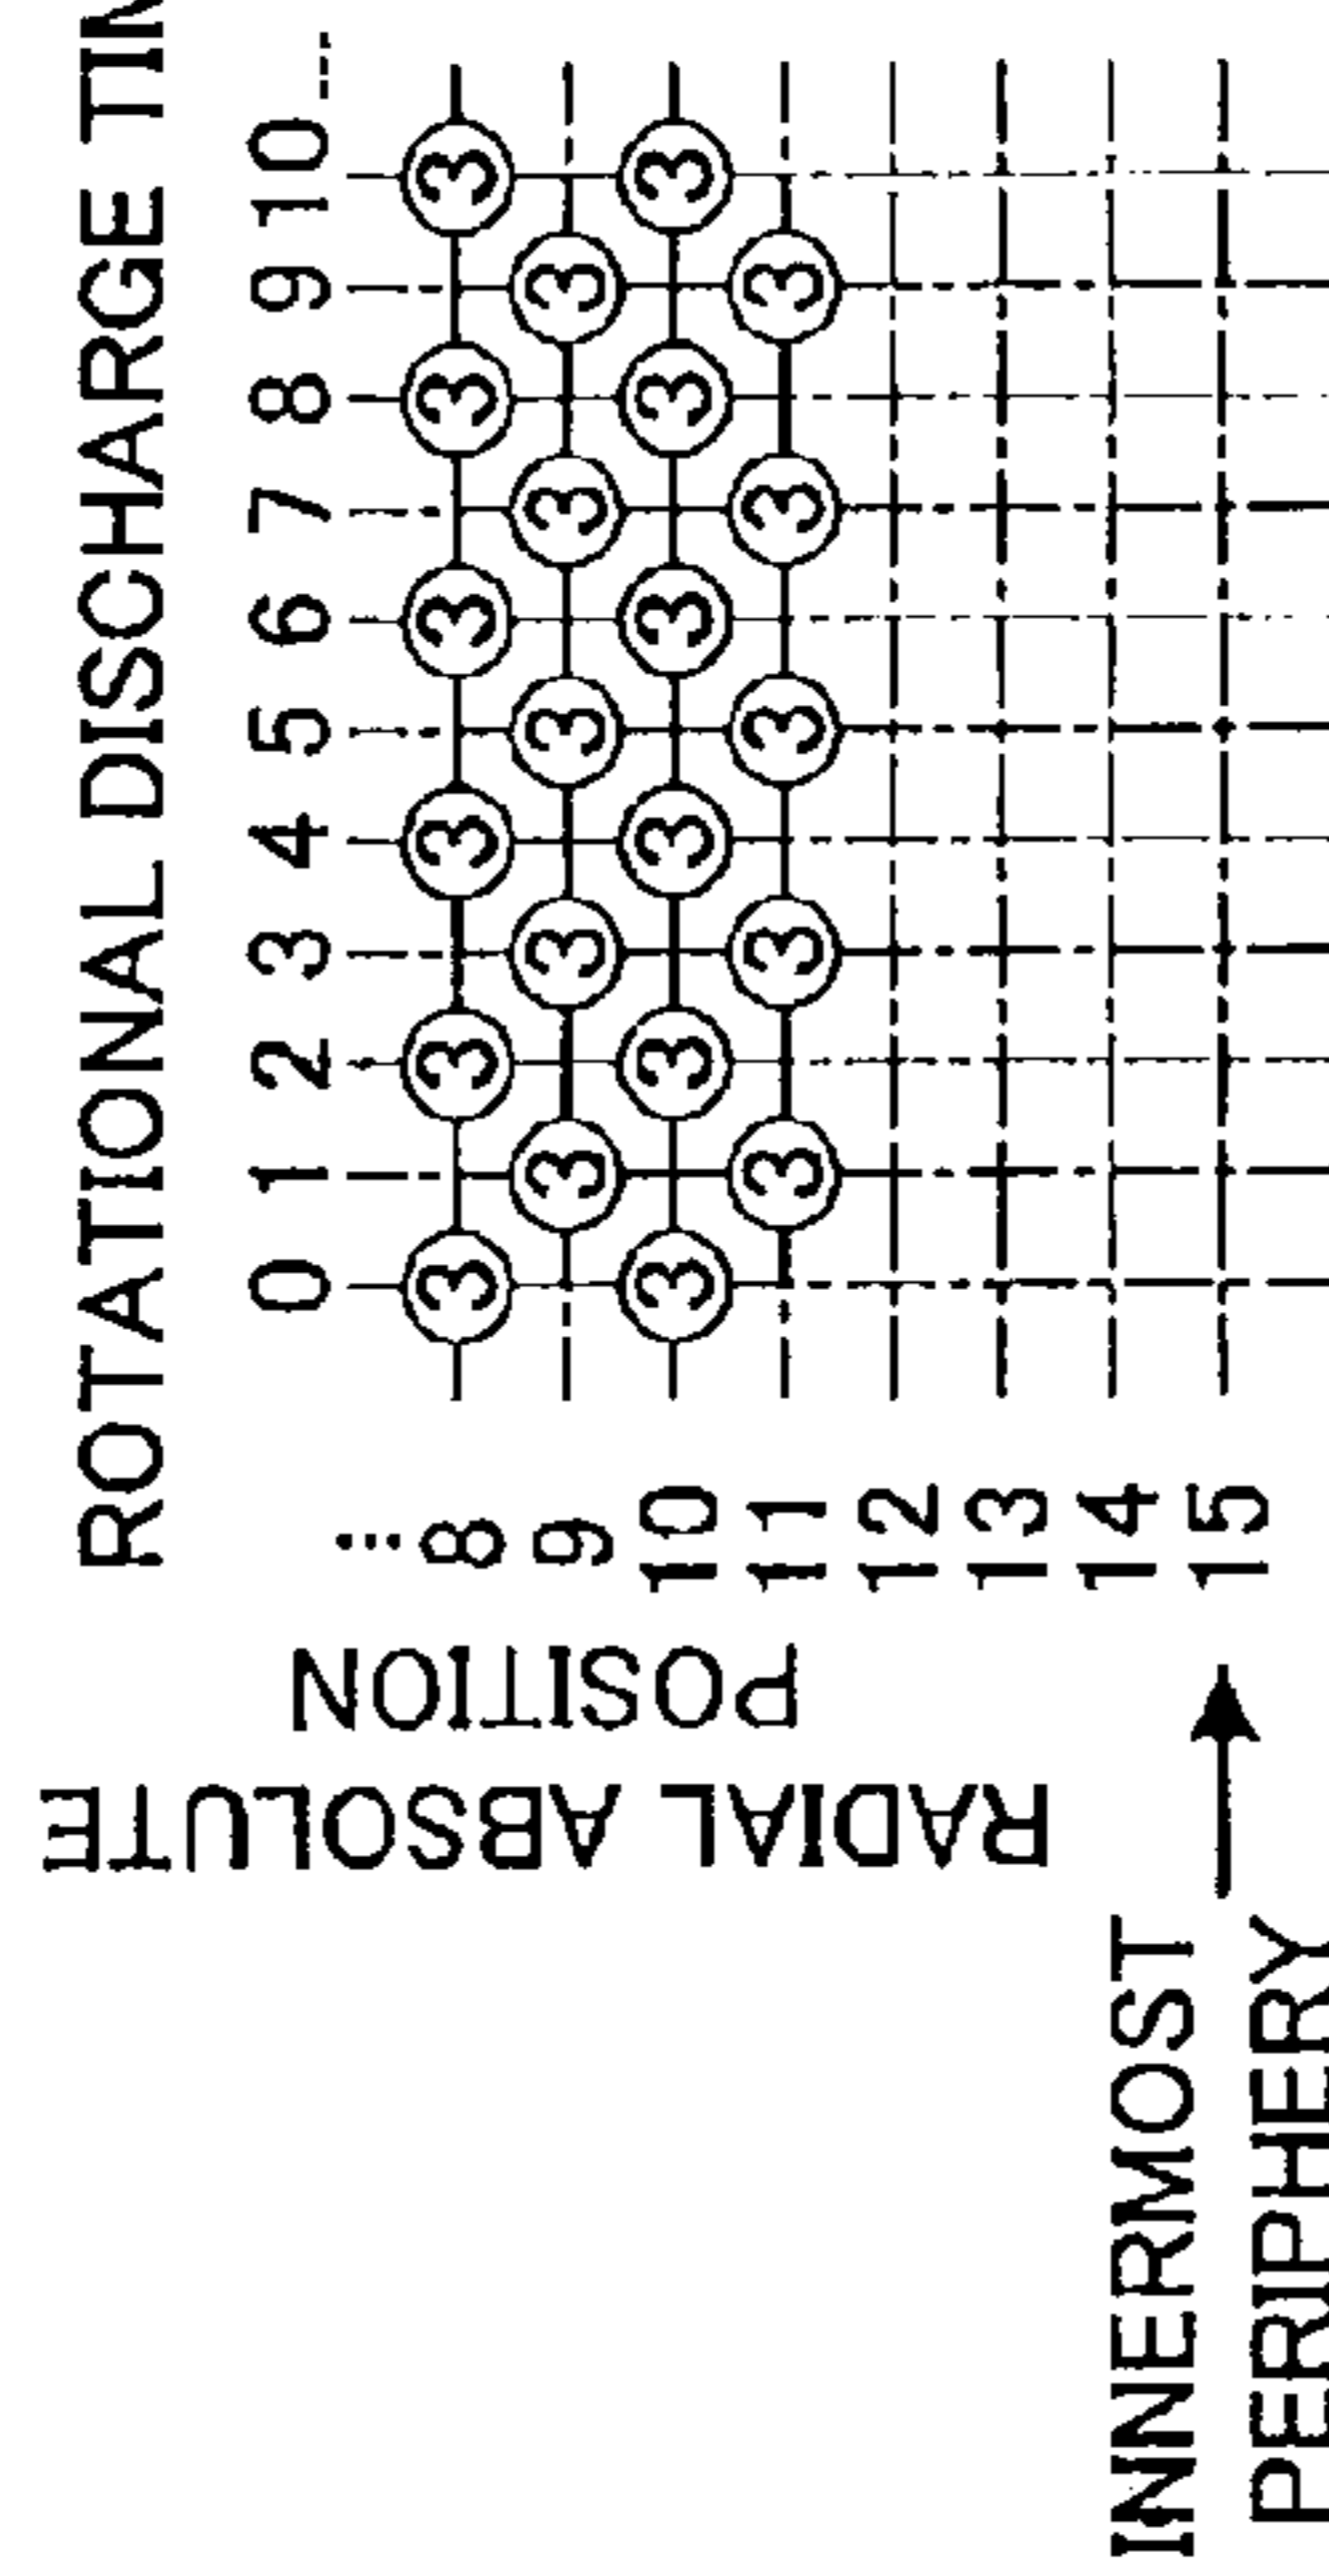 ROTATIONAL DISCHARGE
0 1 2 3 4 5 6 7 8 9 10
RADIAL ABSOLUTE
POSITION
8 3 3 3 3 3 3
9 3 3 3 3 3
10 3 3 3 3 3 3
11 3 3 3 3 3
12
13
14
15
INNERMOST
PERIPHERY